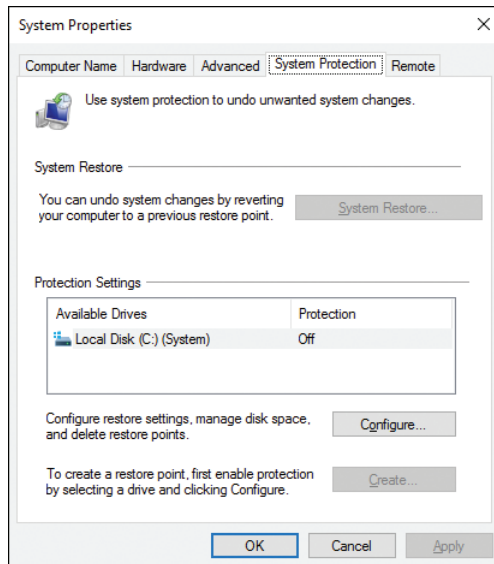 System Properties
Computer Name Hardware Advanced System Protection Remote
Use system protection to undo unwanted system changes.
System Restore
You can undo system changes by reverting
your computer to a previous restore point.
System Restore...
Protection Settings
Available Drives Protection
Local Disk (C:) (System) Off
Configure restore settings, manage disk space,
and delete restore points.
Configure...
To create a restore point, first enable protection
by selecting a drive and clicking Configure.
Create...
OK Cancel Apply